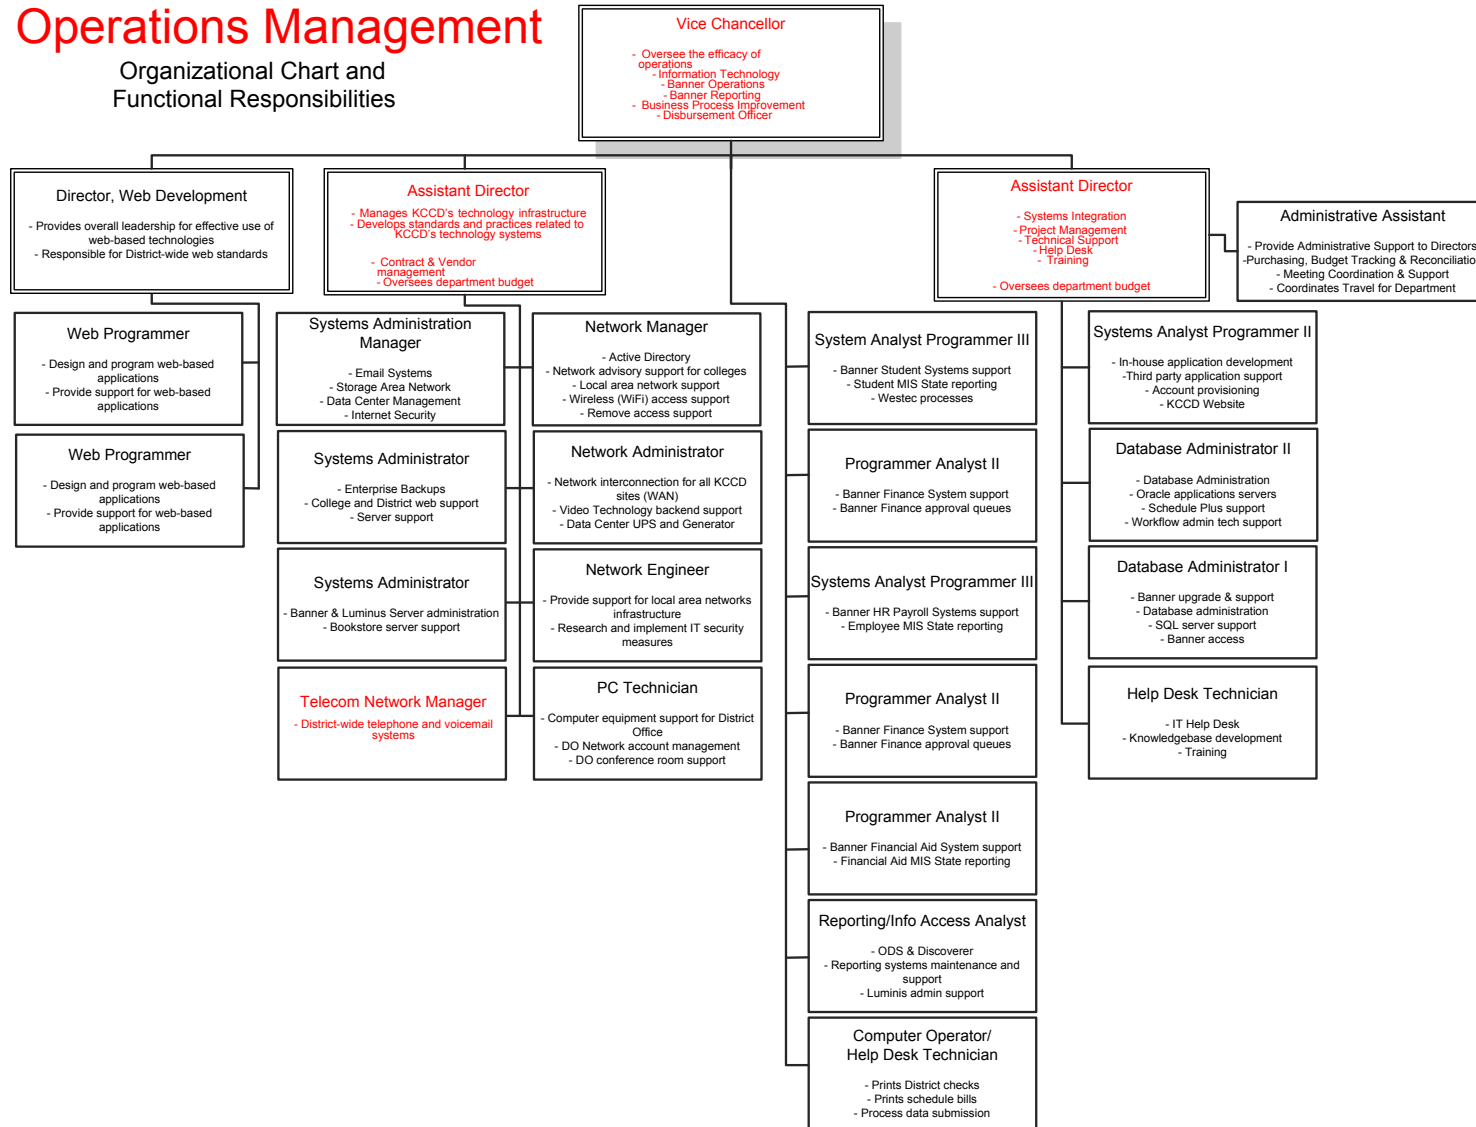 Operations Management
Organizational Chart and
Functional Responsibilities
Vice Chancellor
- Oversee the efficacy of
operations
- Information Technology
- Banner Operations
- Banner Reporting
- Business Process Improvement
- Disbursement Officer
Director, Web Development
- Provides overall leadership for effective use of
web-based technologies
- Responsible for District-wide web standards
Assistant Director
- Manages KCCD's technology infrastructure
- Develops standards and practices related to
KCCD's technology systems
- Contract & Vendor
management
- Oversees department budget
Assistant Director
- Systems Integration
- Project Management
- Technical Support
- Help Desk
- Training
- Oversees department budget
Administrative Assistant
- Provide Administrative Support to Directors
-Purchasing, Budget Tracking & Reconciliatio
- Meeting Coordination & Support
- Coordinates Travel for Department
Web Programmer
- Design and program web-based
applications
- Provide support for web-based
applications
Web Programmer
- Design and program web-based
applications
- Provide support for web-based
applications
Systems Administration
Manager
- Email Systems
- Storage Area Network
- Data Center Management
- Internet Security
Systems Administrator
- Enterprise Backups
- College and District web support
- Server support
Systems Administrator
- Banner & Luminus Server administration
- Bookstore server support
Telecom Network Manager
- District-wide telephone and voicemail
systems
Network Manager
- Active Directory
- Network advisory support for colleges
- Local area network support
- Wireless (WiFi) access support
- Remove access support
Network Administrator
- Network interconnection for all KCCD
sites (WAN)
- Video Technology backend support
- Data Center UPS and Generator
Network Engineer
- Provide support for local area networks
infrastructure
- Research and implement IT security
measures
PC Technician
- Computer equipment support for District
Office
- DO Network account management
- DO conference room support
System Analyst Programmer III
- Banner Student Systems support
- Student MIS State reporting
- Westec processes
Programmer Analyst II
- Banner Finance System support
- Banner Finance approval queues
Systems Analyst Programmer III
- Banner HR Payroll Systems support
- Employee MIS State reporting
Programmer Analyst II
- Banner Finance System support
- Banner Finance approval queues
Programmer Analyst II
- Banner Financial Aid System support
- Financial Aid MIS State reporting
Reporting/Info Access Analyst
- ODS & Discoverer
- Reporting systems maintenance and
support
- Luminis admin support
Computer Operator/
Help Desk Technician
- Prints District checks
- Prints schedule bills
- Process data submission
Systems Analyst Programmer II
- In-house application development
-Third party application support
- Account provisioning
- KCCD Website
Database Administrator II
- Database Administration
- Oracle applications servers
- Schedule Plus support
- Workflow admin tech support
Database Administrator I
- Banner upgrade & support
- Database administration
- SQL server support
- Banner access
Help Desk Technician
- IT Help Desk
- Knowledgebase development
- Training